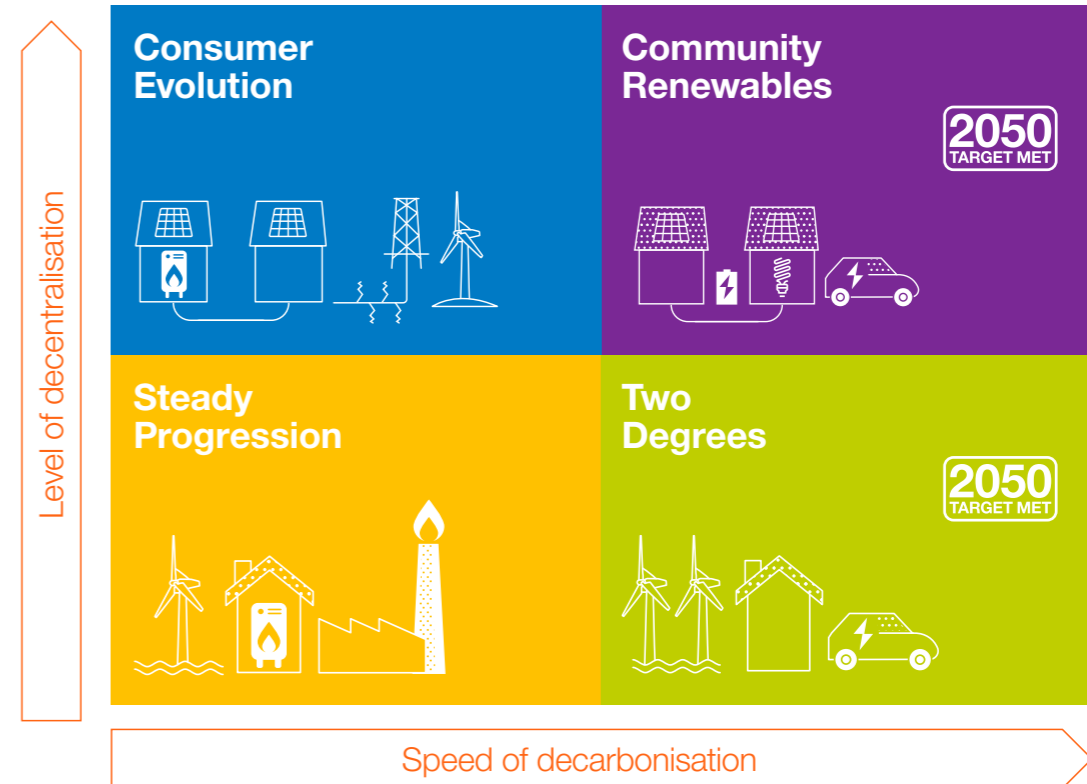 Level of decentralisation
Consumer
Evolution
Community
Renewables
2050
TARGET MET
Steady
Progression
Two
Degrees
2050
TARGET MET
Speed of decarbonisation